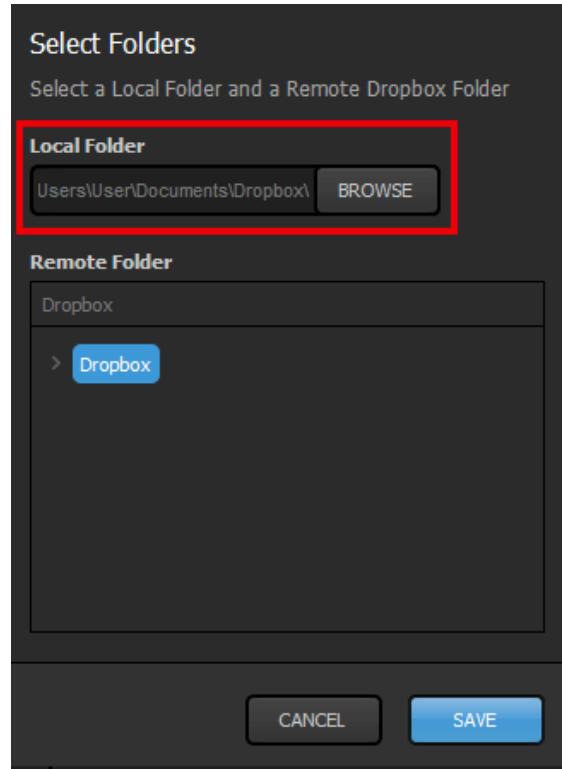 Select Folders
Select a Local Folder and a Remote Dropbox Folder
Local Folder
Users\User\Documents\Dropbox\ BROWSE
Remote Folder
Dropbox
> Dropbox
CANCEL SAVE